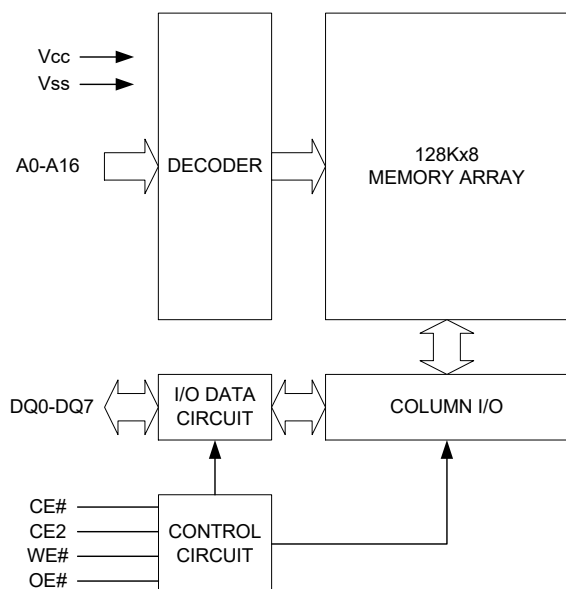 Vcc
Vss
A0-A16
DECODER
128Kx8
MEMORY ARRAY
DQ0-DQ7
I/O DATA
CIRCUIT
COLUMN I/O
CE#
CE2
WE#
OE#
CONTROL
CIRCUIT